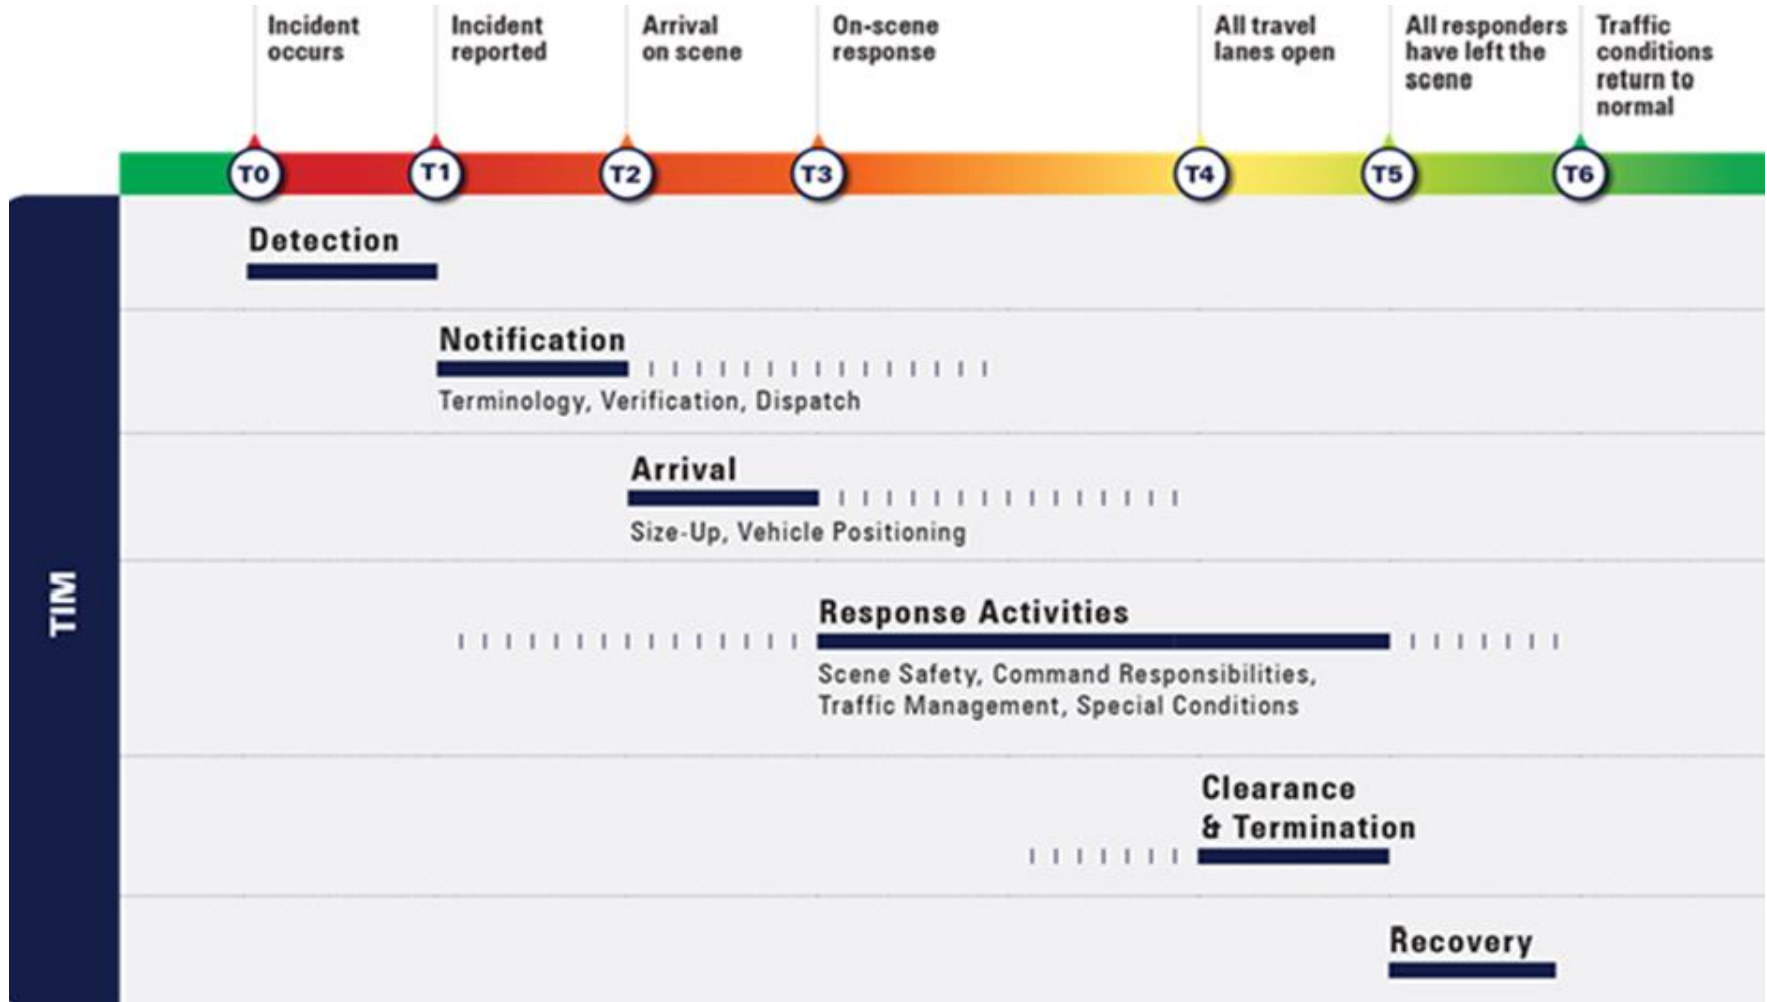 Incident
occurs
Incident
reported
Arrival
on scene
On-scene
response
All travel
lanes open
All responders
have left the
scene
Traffic
conditions
return to
normal
T0
T1
T2
T3
T4
T5
T6
TIM
Detection
Notification
Terminology, Verification, Dispatch
Arrival
Size-Up, Vehicle Positioning
Response Activities
Scene Safety, Command Responsibilities,
Traffic Management, Special Conditions
Clearance
& Termination
Recovery